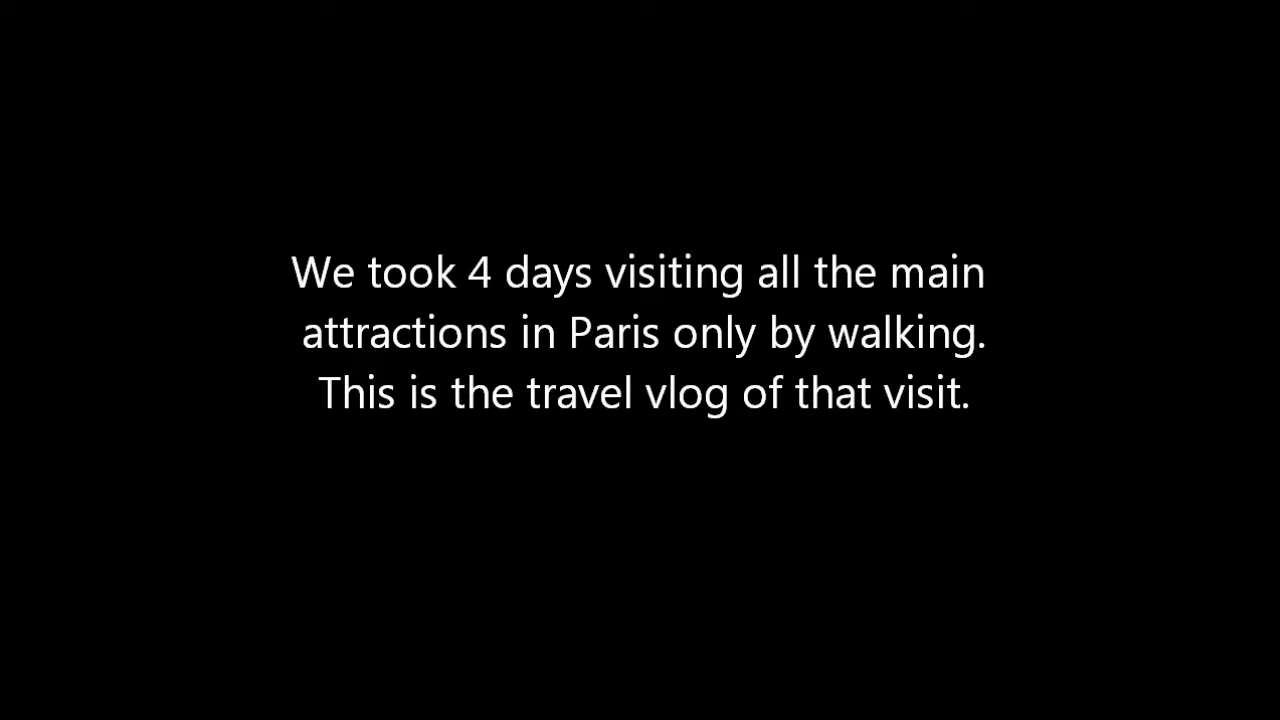 We took 4 days visiting all the main
attractions in Paris only by walking.
This is the travel vlog of that visit.